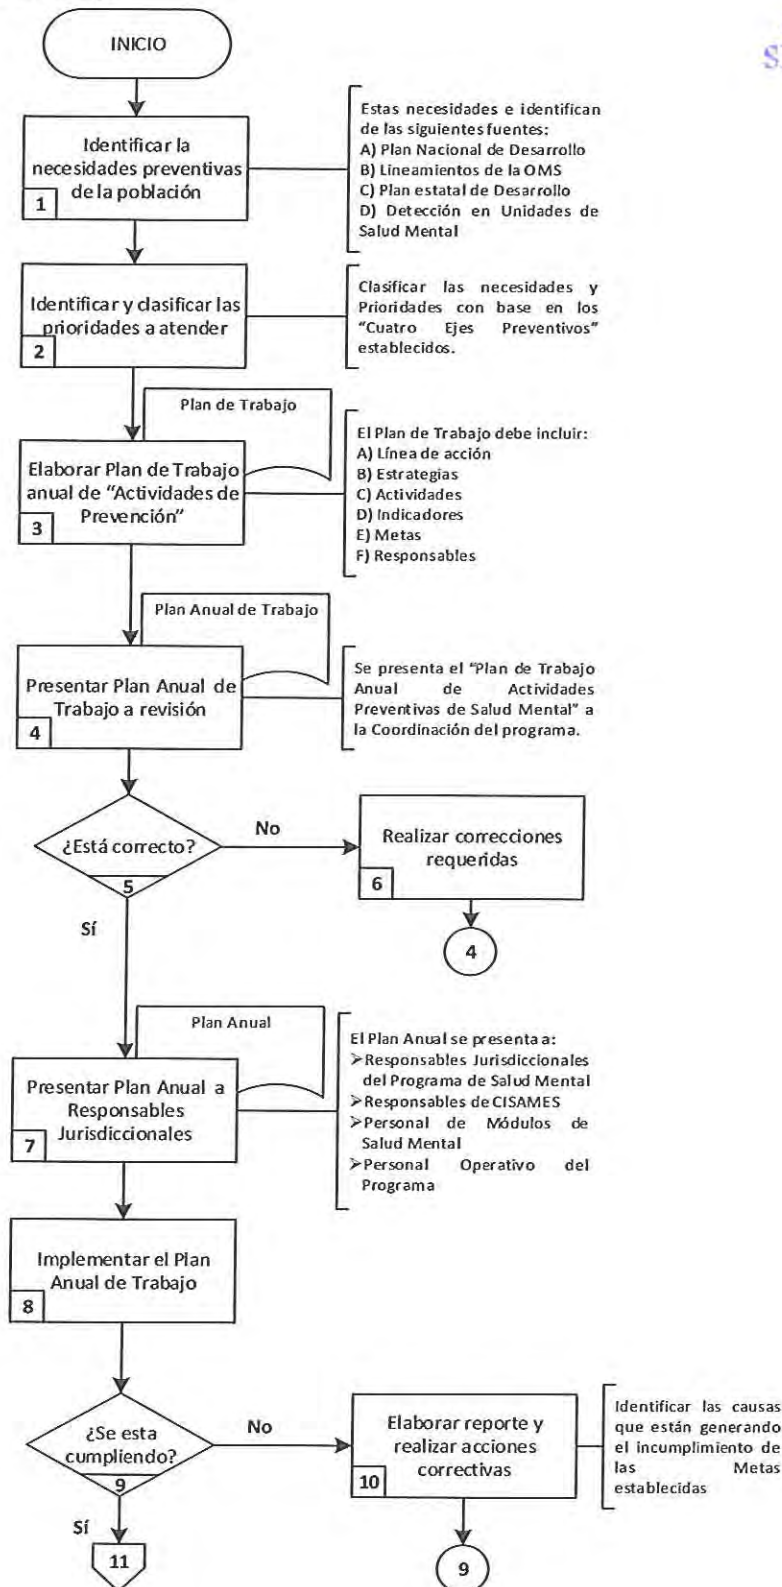 INICIO
Identificar la
necesidades preventivas
de la población
1
Estas necesidades e identifican
de las siguientes fuentes:
A) Plan Nacional de Desarrollo
B) Lineamientos de la OMS
C) Plan estatal de Desarrollo
D) Detección en Unidades de
Salud Mental
Identificar y clasificar las
prioridades a atender
2
Clasificar las necesidades y
Prioridades con base en los
"Cuatro Ejes Preventivos"
establecidos.
Plan de Trabajo
Elaborar Plan de Trabajo
anual de "Actividades de
Prevención"
3
El Plan de Trabajo debe incluir:
A) Línea de acción
B) Estrategias
C) Actividades
D) Indicadores
E) Metas
F) Responsables
Plan Anual de Trabajo
Presentar Plan Anual de
Trabajo a revisión
4
Se presenta el "Plan de Trabajo
Anual de Actividades
Preventivas de Salud Mental" a
la Coordinación del programa.
¿Está correcto?
5
No
Realizar correcciones
requeridas
6
4
Sí
Plan Anual
Presentar Plan Anual a
Responsables
Jurisdiccionales
7
El Plan Anual se presenta a:
➢Responsables Jurisdiccionales
del Programa de Salud Mental
➢Responsables de CISAMES
➢Personal de Módulos de
Salud Mental
➢Personal Operativo del
Programa
Implementar el Plan
Anual de Trabajo
8
¿Se esta
cumpliendo?
9
No
Elaborar reporte y
realizar acciones
correctivas
10
Identificar las causas
que están generando
el incumplimiento de
las Metas
establecidas
Sí
11
9